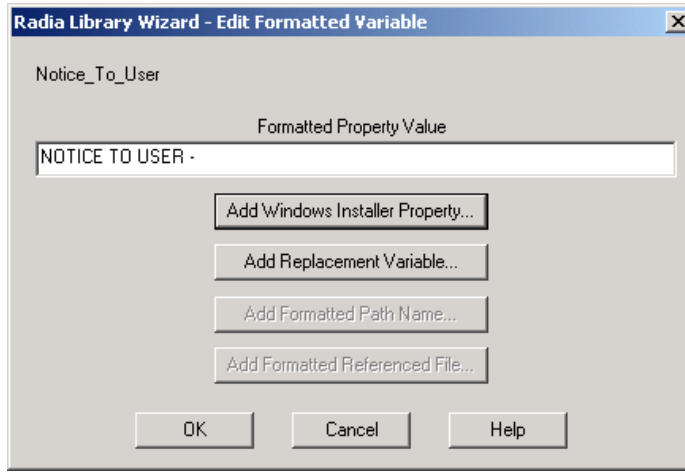 Radia Library Wizard - Edit Formatted Variable
Notice_To_User
Formatted Property Value
NOTICE TO USER -
Add Windows Installer Property...
Add Replacement Variable...
Add Formatted Path Name...
Add Formatted Referenced File...
OK Cancel Help